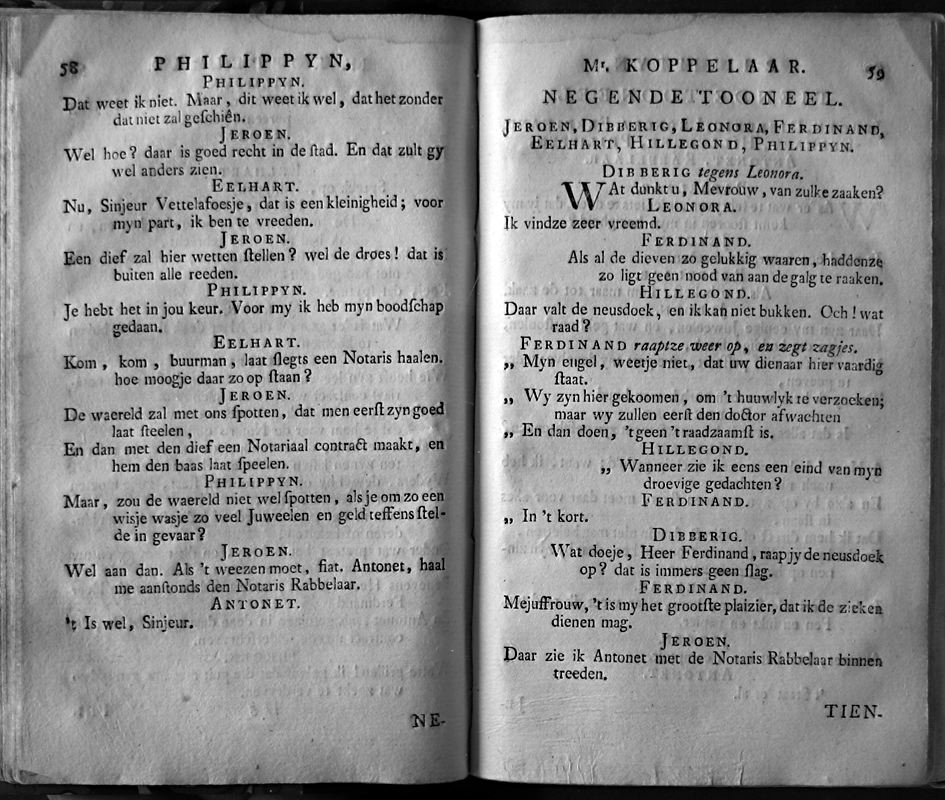 58 PHILIPPYN,
PHILIPPYN.
Dat weet ik niet. Maar, dit weet ik wel, dat het zonder
dat niet zal geſchiên.
JEROEN.
Wel hoe? daar is goed recht in de ſtad. En dat zult gy
wel anders zien.
EELHART.
Nu, Sinjeur Vettelafoesje, dat is een kleinigheid; voor
myn part, ik ben te vreeden.
JEROEN.
Een dief zal hier wetten ſtellen? wel de droes! dat is
buiten alle reeden.
PHILIPPYN.
Je hebt het in jou keur. Voor my ik heb myn boodſchap
gedaan.
EELHART.
Kom, kom, buurman, laat ſlegts een Notaris haalen.
hoe moogje daar zo op ſtaan?
JEROEN.
De waereld zal met ons ſpotten, dat men eerſt zyn goed
laat ſteelen,
En dan met den dief een Notariaal contract maakt, en
hem den baas laat ſpeelen.
PHILIPPYN.
Maar, zou de waereld niet wel ſpotten, als je om zo een
wisje wasje zo veel Juweelen en geld teffens ſtel-
de in gevaar?
JEROEN.
Wel aan dan. Als 't weezen moet, fiat. Antonet, haal
me aanſtonds den Notaris Rabbelaar.
ANTONET.
't Is wel, Sinjeur.
NE-
Mr. KOPPELAAR. 59
NEGENDE TOONEEL.
JEROEN, DIBBERIG, LEONORA, FERDINAND,
EELHART, HILLEGOND, PHILIPPYN.
DIBBERIG tegens Leonora.
WAt dunkt u, Mevrouw, van zulke zaaken?
LEONORA.
Ik vindze zeer vreemd.
FERDINAND.
Als al de dieven zo gelukkig waaren, haddenze
zo ligt geen nood van aan de galg te raaken.
HILLEGOND.
Daar valt de neusdoek, en ik kan niet bukken. Och! wat
raad?
FERDINAND raaptze weer op, en zegt zagjes.
„ Myn engel, weetje niet, dat uw dienaar hier vaardig
ſtaat.
„ Wy zyn hier gekoomen, om 't huuwlyk te verzoeken;
maar wy zullen eerſt den doctor afwachten
„ En dan doen, 't geen 't raadzaamſt is.
HILLEGOND.
„ Wanneer zie ik eens een eind van myn
droevige gedachten?
FERDINAND.
„ In 't kort.
DIBBERIG.
Wat doeje, Heer Ferdinand, raap jy de neusdoek
op? dat is immers geen ſlag.
FERDINAND.
Mejuffrouw, 't is my het grootſte plaizier, dat ik de zieken
dienen mag.
JEROEN.
Daar zie ik Antonet met de Notaris Rabbelaar binnen
treeden.
TIEN-